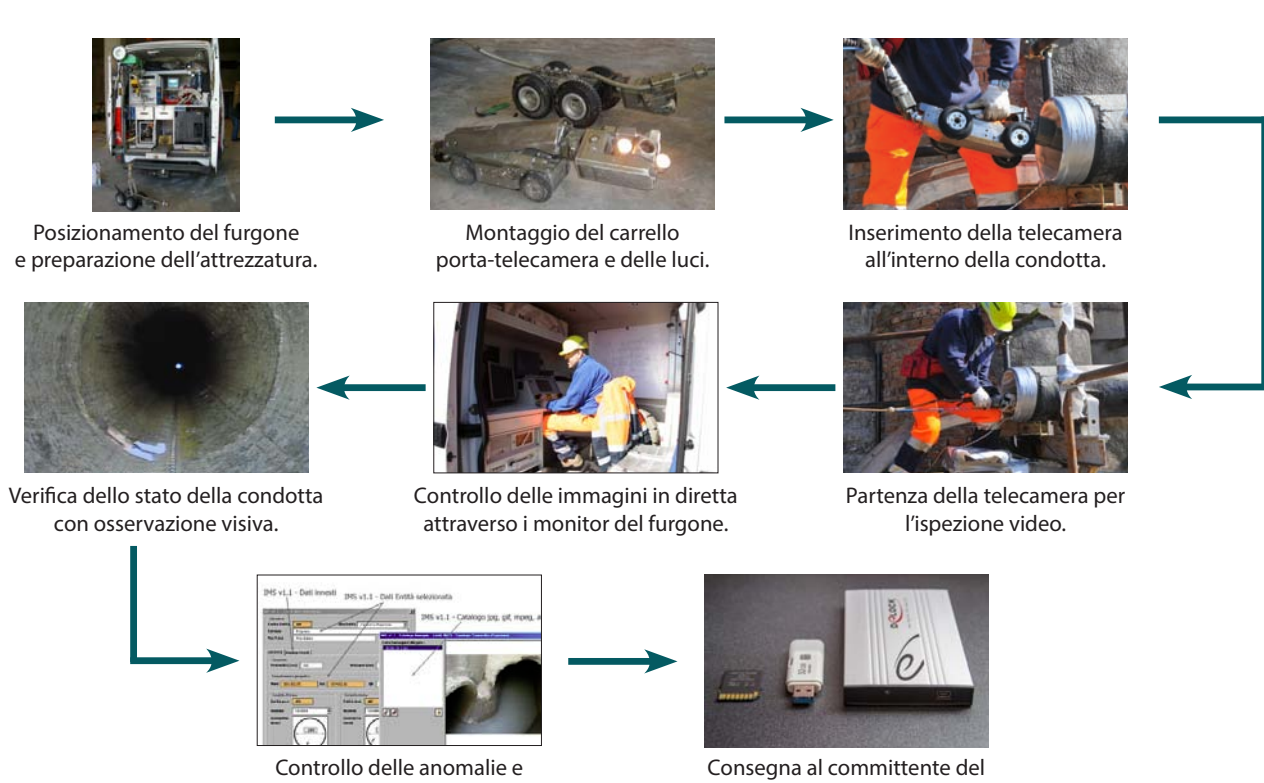 Posizionamento del furgone
e preparazione dell'attrezzatura.
Montaggio del carrello
porta-telecamera e delle luci.
Inserimento della telecamera
all'interno della condotta.
Verifica dello stato della condotta
con osservazione visiva.
Controllo delle immagini in diretta
attraverso i monitor del furgone.
Partenza della telecamera per
l'ispezione video.
IMS v1.1 - Dati innesti
IMS v1.1 - Dati Entità selezionata
IMS v1.1 - Catalogo jpg, gif, mpeg, a
DELOCK
Controllo delle anomalie e
Consegna al committente del